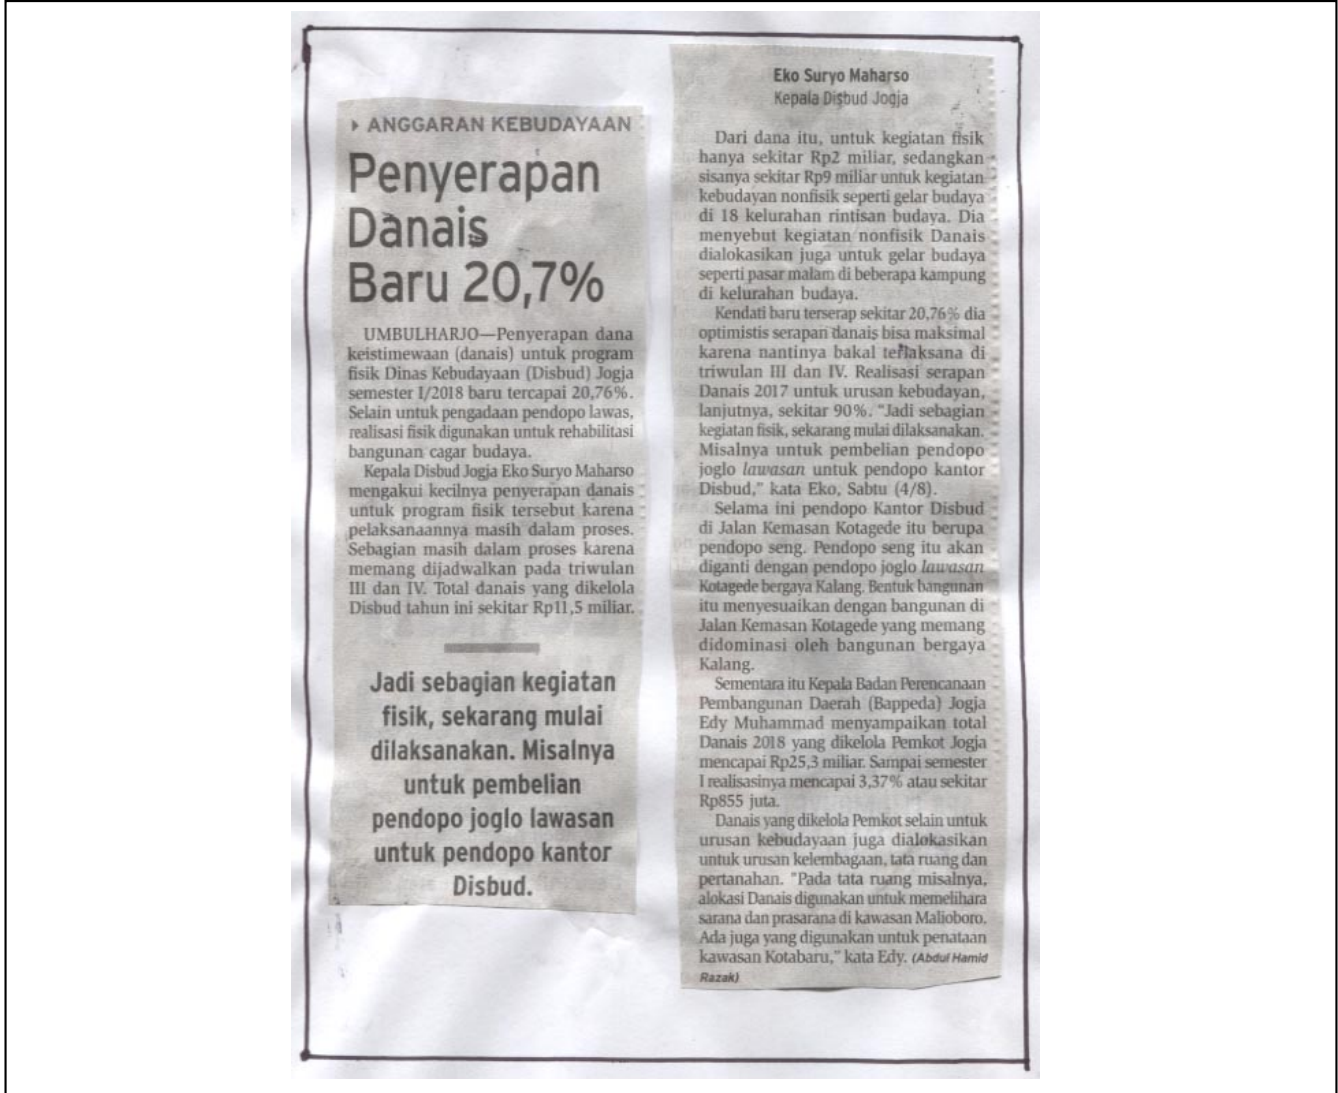 ANGGARAN KEBUDAYAAN
Penyerapan
Danais
Baru 20,7%
UMBULHARJO—Penyerapan dana
keistimewaan (danais) untuk program
fisik Dinas Kebudayaan (Disbud) Jogja
semester I/2018 baru tercapai 20,76%.
Selain untuk pengadaan pendopo lawas,
realisasi fisik digunakan untuk rehabilitasi
bangunan cagar budaya.
Kepala Disbud Jogja Eko Suryo Maharso
mengakui kecilnya penyerapan danais
untuk program fisik tersebut karena
pelaksanaannya masih dalam proses.
Sebagian masih dalam proses karena
memang dijadwalkan pada triwulan
III dan IV. Total danais yang dikelola
Disbud tahun ini sekitar Rp11,5 miliar.
Jadi sebagian kegiatan
fisik, sekarang mulai
dilaksanakan. Misalnya
untuk pembelian
pendopo joglo lawasan
untuk pendopo kantor
Disbud.
Eko Suryo Maharso
Kepala Disbud Jogja
Dari dana itu, untuk kegiatan fisik
hanya sekitar Rp2 miliar, sedangkan
sisanya sekitar Rp9 miliar untuk kegiatan
kebudayan nonfisik seperti gelar budaya
di 18 kelurahan rintisan budaya. Dia
menyebut kegiatan nonfisik Danais
dialokasikan juga untuk gelar budaya
seperti pasar malam di beberapa kampung
di kelurahan budaya.
Kendati baru terserap sekitar 20,76% dia
optimistis serapan danais bisa maksimal
karena nantinya bakal terlaksana di
triwulan III dan IV. Realisasi serapan
Danais 2017 untuk urusan kebudayan,
lanjutnya, sekitar 90%. "Jadi sebagian
kegiatan fisik, sekarang mulai dilaksanakan.
Misalnya untuk pembelian pendopo
joglo lawasan untuk pendopo kantor
Disbud," kata Eko, Sabtu (4/8).
Selama ini pendopo Kantor Disbud
di Jalan Kemasan Kotagede itu berupa
pendopo seng. Pendopo seng itu akan
diganti dengan pendopo joglo lawasan
Kotagede bergaya Kalang. Bentuk bangunan
itu menyesuaikan dengan bangunan di
Jalan Kemasan Kotagede yang memang
didominasi oleh bangunan bergaya
Kalang.
Sementara itu Kepala Badan Perencanaan
Pembangunan Daerah (Bappeda) Jogja
Edy Muhammad menyampaikan total
Danais 2018 yang dikelola Pemkot Jogja
mencapai Rp25,3 miliar. Sampai semester
I realisasinya mencapai 3,37% atau sekitar
Rp855 juta.
Danais yang dikelola Pemkot selain untuk
urusan kebudayaan juga dialokasikan
untuk urusan kelembagaan, tata ruang dan
pertanahan. "Pada tata ruang misalnya,
alokasi Danais digunakan untuk memelihara
sarana dan prasarana di kawasan Malioboro.
Ada juga yang digunakan untuk penataan
kawasan Kotabaru," kata Edy. (Abdul Hamid
Razak)